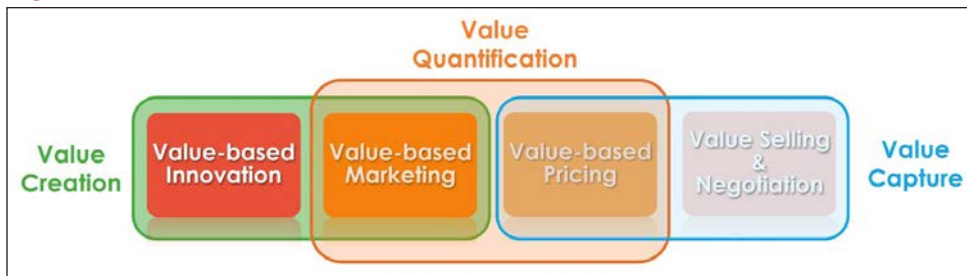 Value
Quantification
Value
Creation
Value-based
Innovation
Value-based
Marketing
Value-based
Pricing
Value Selling
&
Negotiation
Value
Capture